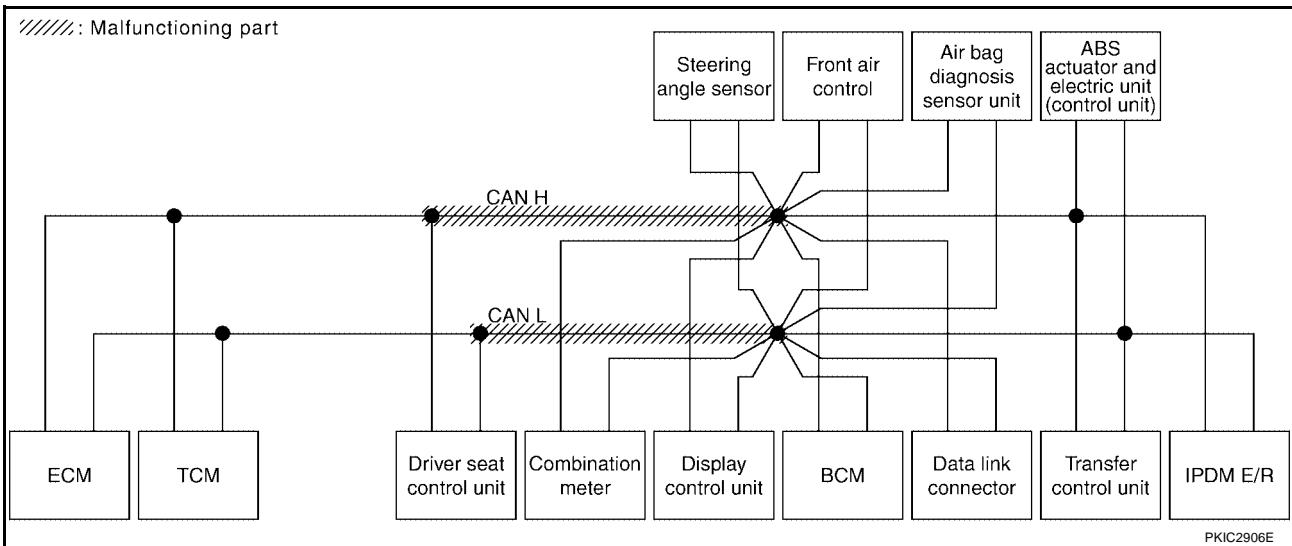 : Malfunctioning part
Steering
angle sensor
Front air
control
Air bag
diagnosis
sensor unit
ABS
actuator and
electric unit
(control unit)
CAN H
CAN L
ECM
TCM
Driver seat
control unit
Combination
meter
Display
control unit
BCM
Data link
connector
Transfer
control unit
IPDM E/R
PKIC2906E